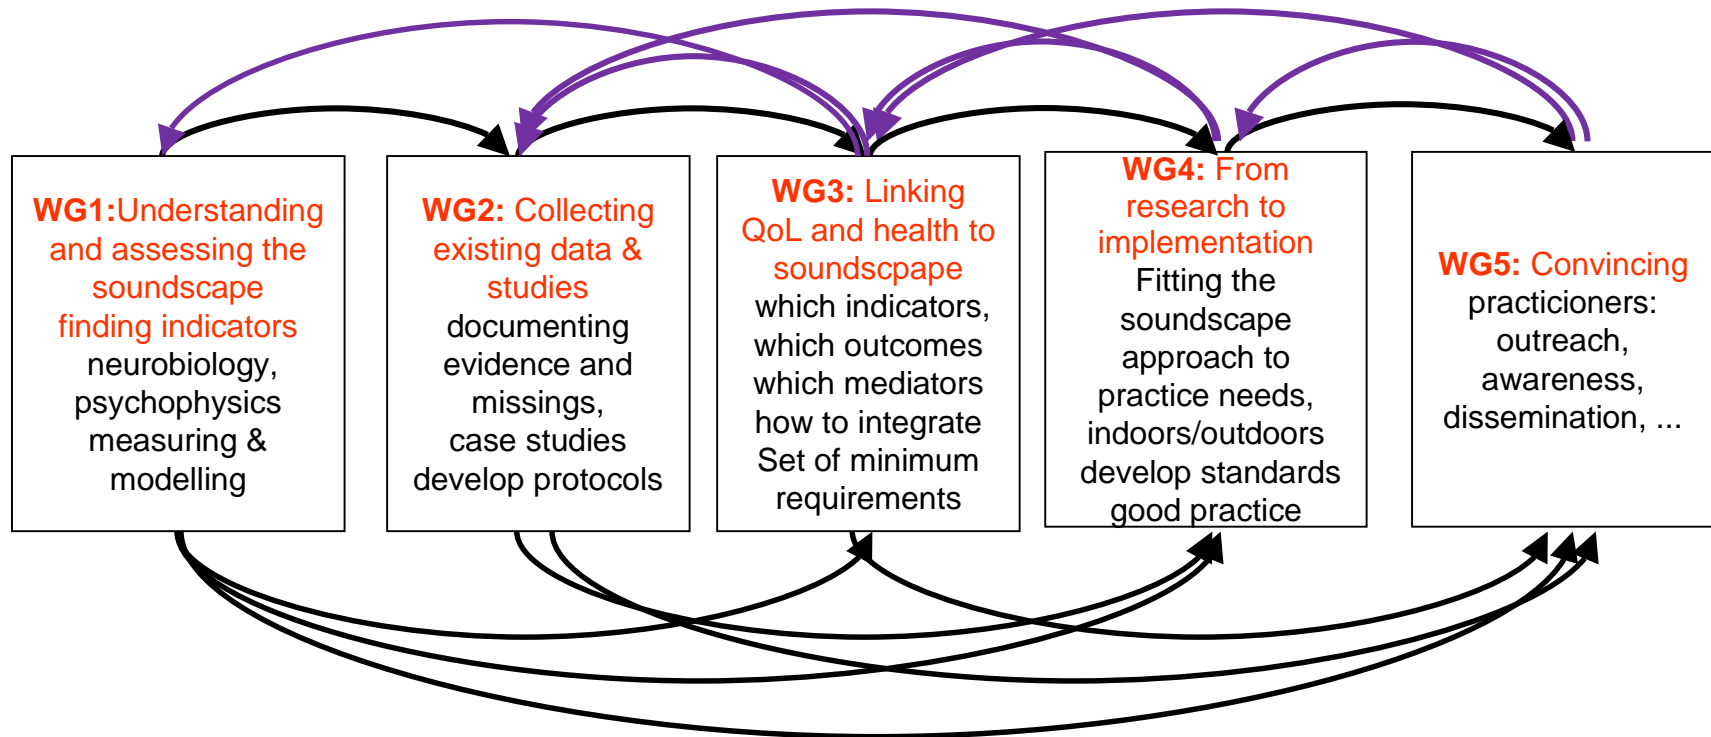 WG1:Understanding
and assessing the
soundscape
finding indicators
neurobiology,
psychophysics
measuring &
modelling
WG2: Collecting
existing data &
studies
documenting
evidence and
missings,
case studies
develop protocols
WG3: Linking
QoL and health to
soundscpape
which indicators,
which outcomes
which mediators
how to integrate
Set of minimum
requirements
WG4: From
research to
implementation
Fitting the
soundscape
approach to
practice needs,
indoors/outdoors
develop standards
good practice
WG5: Convincing
practicioners:
outreach,
awareness,
dissemination, ...